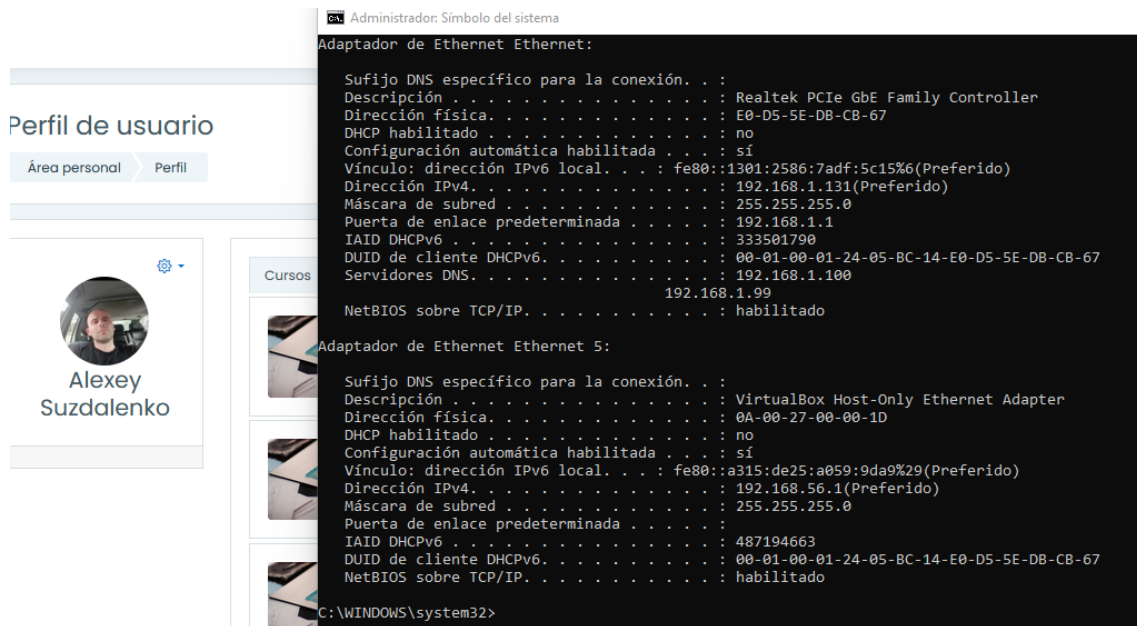 Administrador: Símbolo del sistema
Perfil de usuario
Área personal
Perfil
Alexey
Suzdalenko
Cursos
Adaptador de Ethernet Ethernet:
Sufijo DNS específico para la conexión. . :
Descripción . . . . . . . . . . . . . . . : Realtek PCIe GbE Family Controller
Dirección física. . . . . . . . . . . . . : E0-D5-5E-DB-CB-67
DHCP habilitado . . . . . . . . . . . . . : no
Configuración automática habilitada . . . : sí
Vínculo: dirección IPv6 local. . . : fe80::1301:2586:7adf:5c15%6(Preferido)
Dirección IPv4. . . . . . . . . . . . . . : 192.168.1.131(Preferido)
Máscara de subred . . . . . . . . . . . . : 255.255.255.0
Puerta de enlace predeterminada . . . . . : 192.168.1.1
IAID DHCPv6 . . . . . . . . . . . . . . . : 333501790
DUID de cliente DHCPv6. . . . . . . . . . : 00-01-00-01-24-05-BC-14-E0-D5-5E-DB-CB-67
Servidores DNS. . . . . . . . . . . . . . : 192.168.1.100
192.168.1.99
NetBIOS sobre TCP/IP. . . . . . . . . . . : habilitado
Adaptador de Ethernet Ethernet 5:
Sufijo DNS específico para la conexión. . :
Descripción . . . . . . . . . . . . . . . : VirtualBox Host-Only Ethernet Adapter
Dirección física. . . . . . . . . . . . . : 0A-00-27-00-00-1D
DHCP habilitado . . . . . . . . . . . . . : no
Configuración automática habilitada . . . : sí
Vínculo: dirección IPv6 local. . . : fe80::a315:de25:a059:9da9%29(Preferido)
Dirección IPv4. . . . . . . . . . . . . . : 192.168.56.1(Preferido)
Máscara de subred . . . . . . . . . . . . : 255.255.255.0
Puerta de enlace predeterminada . . . . . :
IAID DHCPv6 . . . . . . . . . . . . . . . : 487194663
DUID de cliente DHCPv6. . . . . . . . . . : 00-01-00-01-24-05-BC-14-E0-D5-5E-DB-CB-67
NetBIOS sobre TCP/IP. . . . . . . . . . . : habilitado
C:\WINDOWS\system32>